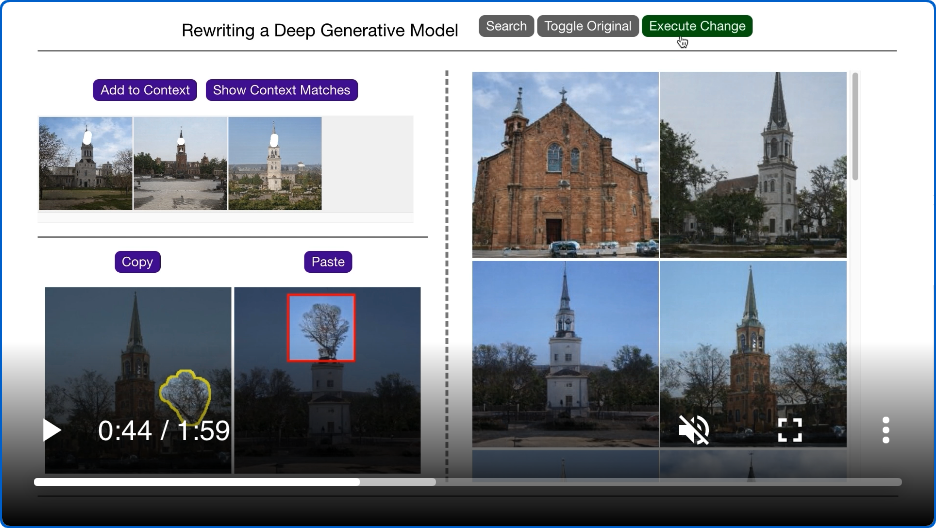 Rewriting a Deep Generative Model
Search
Toggle Original
Execute Change
Add to Context
Show Context Matches
Copy
Paste
0:44 / 1:59